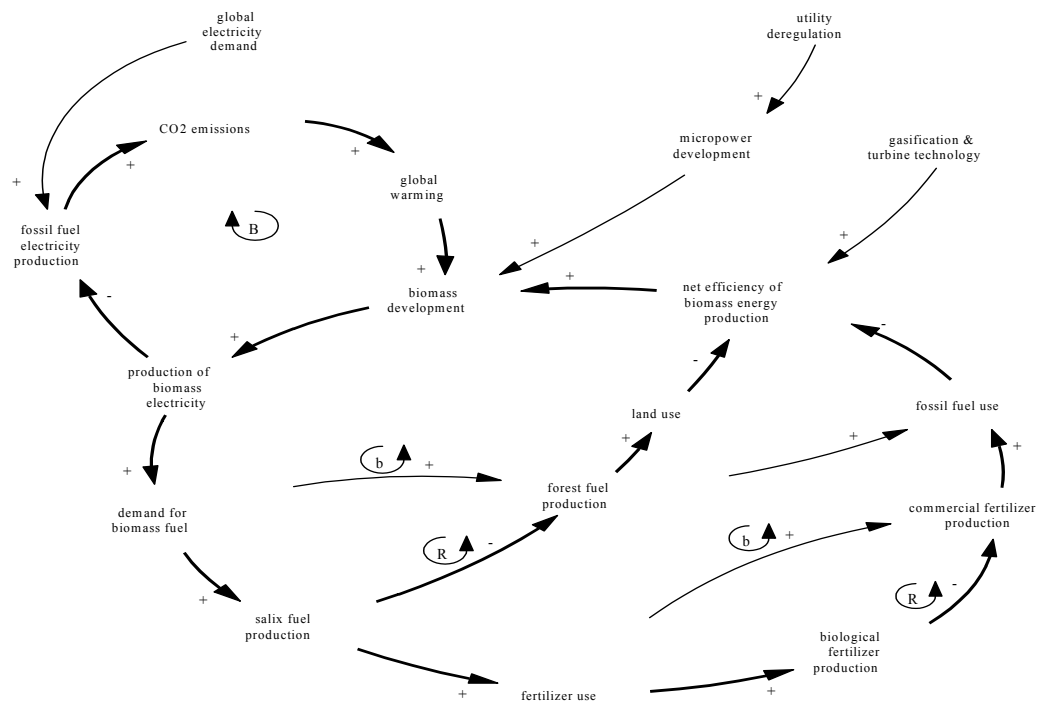 global
electricity
demand
utility
deregulation
+
CO2 emissions
micropower
development
gasification &
turbine technology
+
+
+
global
warming
fossil fuel
electricity
production
B
+
+
+
+
-
biomass
development
net efficiency of
biomass energy
production
+
-
production of
biomass
electricity
-
land use
fossil fuel use
+
+
+
b
+
+
forest fuel
production
demand for
biomass fuel
commercial fertilizer
production
R
-
b
+
+
R
-
salix fuel
production
biological
fertilizer
production
+
fertilizer use
+